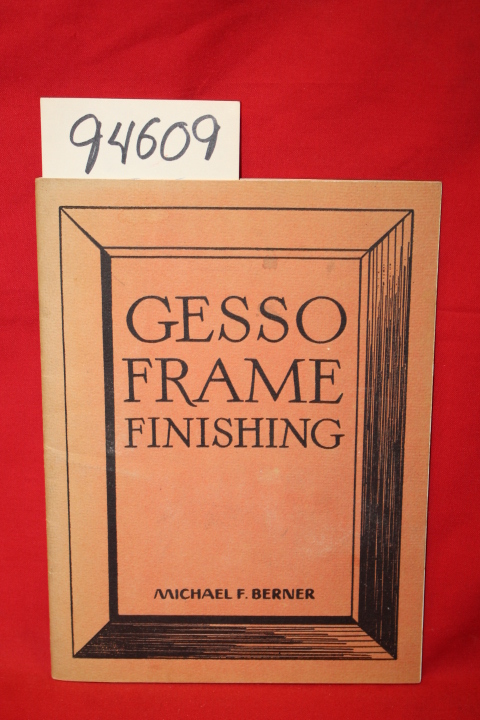 94609
GESSO
FRAME
FINISHING
MICHAEL F. BERNER